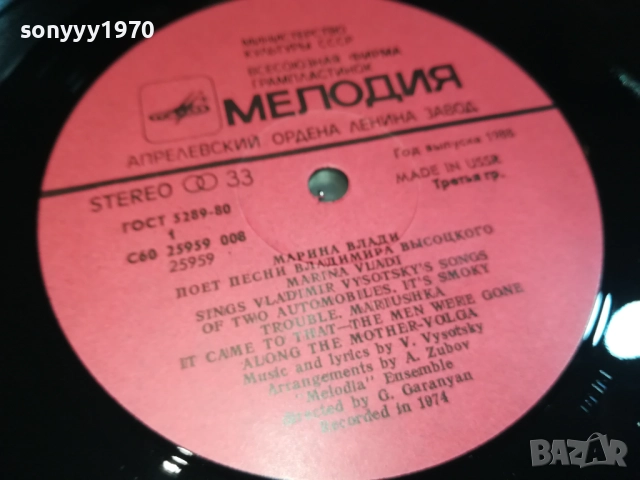 sonyyy1970
МИНИСТЕРСТВО
КУЛЬТУРЫ СССР
ВСЕСОЮЗНАЯ ФИРМА
ГРАМПЛАСТИНОК
МЕЛОДИЯ
АПРЕЛЕВСКИЙ ОРДЕНА ЛЕНИНА ЗАВОД
STEREO 33
Год выпуска 1988
ГОСТ 5289-80
MADE IN USSR
1
Третья гр.
С60 25959 008
25959
МАРИНА ВЛАДИ
ПОЕТ ПЕСНИ ВЛАДИМИРА ВЫСОЦКОГО
MARINA VLADI
SINGS VLADIMIR VYSOTSKY'S SONGS
OF TWO AUTOMOBILES. IT'S SMOKY
TROUBLE. MARIUSHKA
IT CAME TO THAT—THE MEN WERE GONE
ALONG THE MOTHER-VOLGA
Music and lyrics by V. Vysotsky
Arrangements by A. Zubov
"Melodia" Ensemble
directed by G. Garanyan
Recorded in 1974
BAZAR
.bg